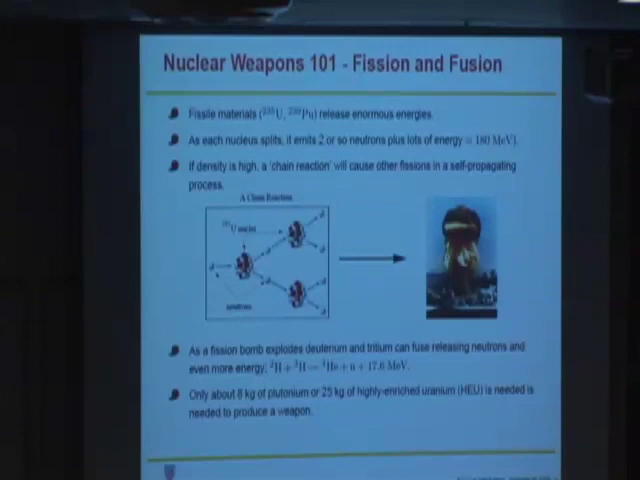 Nuclear Weapons 101 - Fission and Fusion
Fissile materials (²³⁵U, ²³⁹Pu) release enormous energies.
As each nucleus splits, it emits 2 or so neutrons plus lots of energy ≈ 180 MeV).
If density is high, a 'chain reaction' will cause other fissions in a self-propagating
process.
A Chain Reaction
U nuclei
neutrons
As a fission bomb explodes deuterium and tritium can fuse releasing neutrons and
even more energy; ²H + ³H → ⁴He + n + 17.6 MeV.
Only about 8 kg of plutonium or 25 kg of highly-enriched uranium (HEU) is needed is
needed to produce a weapon.